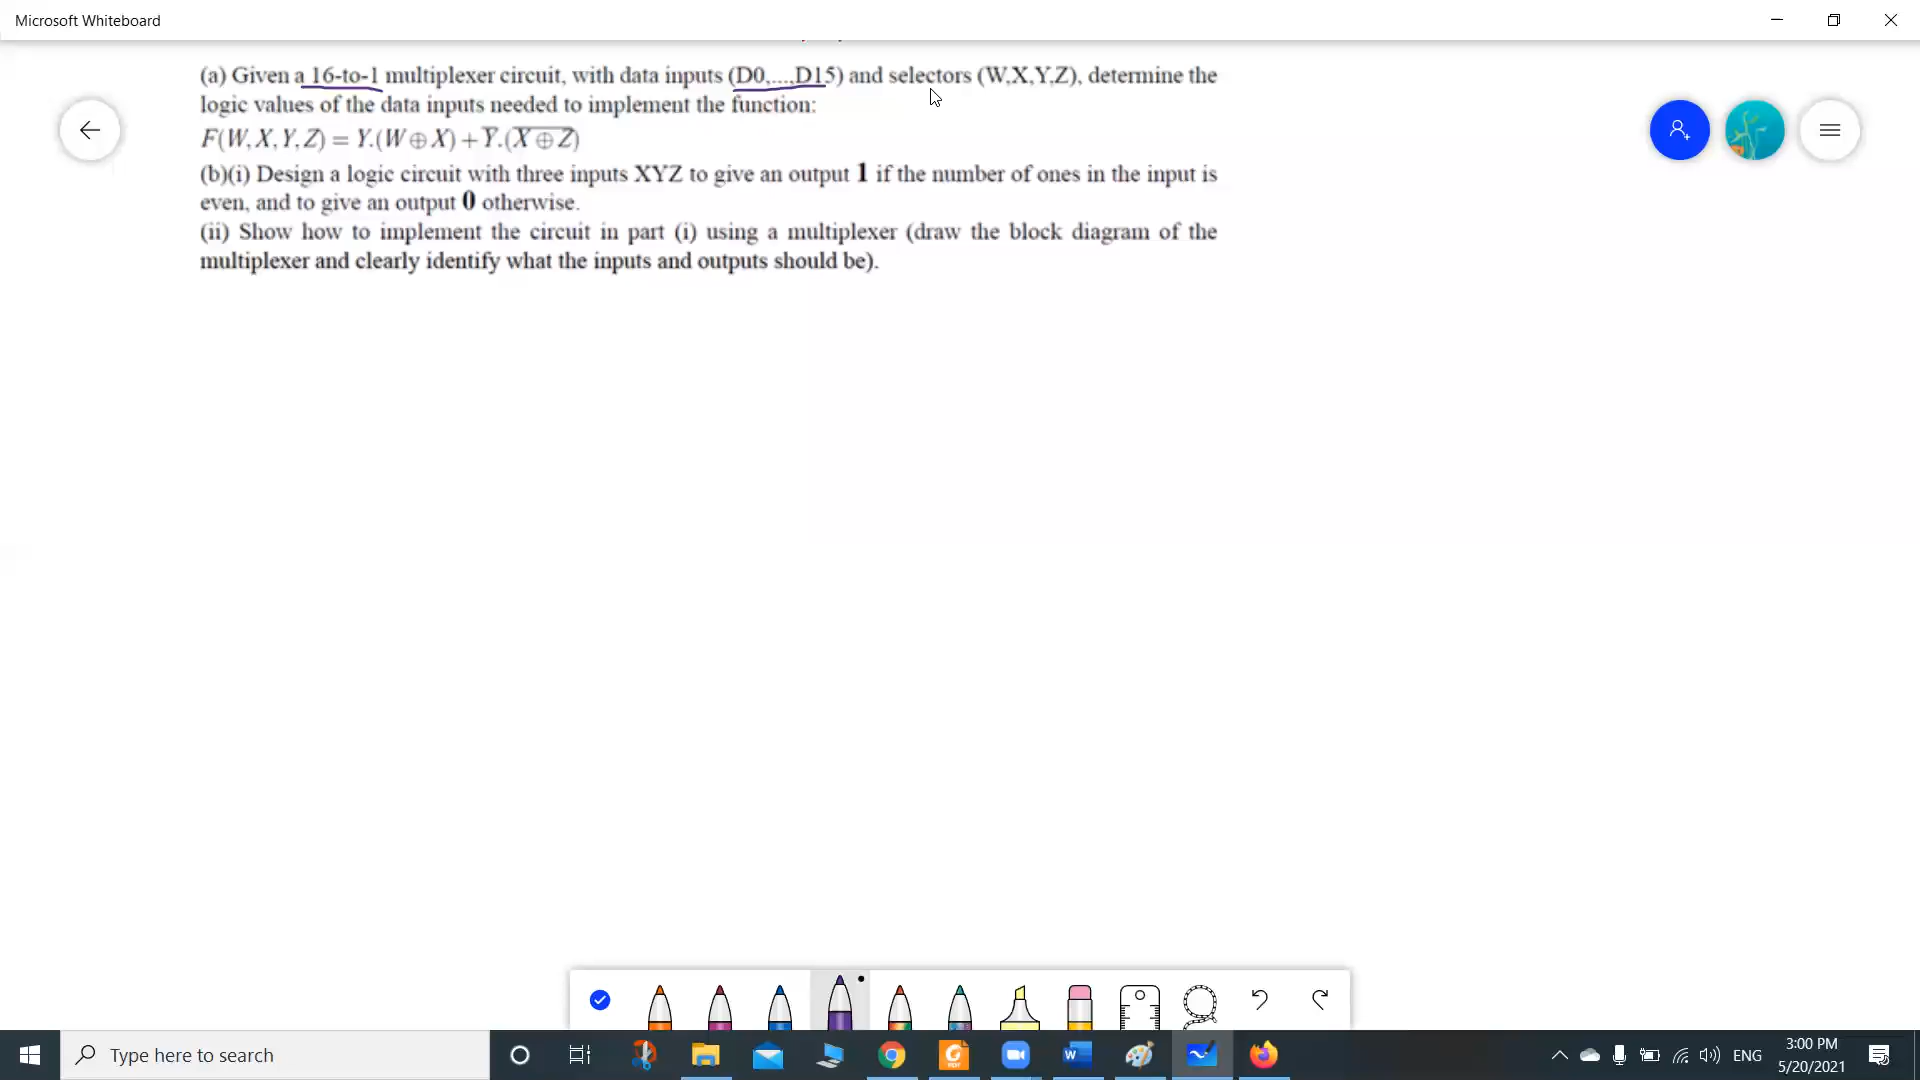 Microsoft Whiteboard
(a) Given a 16-to-1 multiplexer circuit, with data inputs (D0,...,D15) and selectors (W,X,Y,Z), determine the
logic values of the data inputs needed to implement the function:
F(W,X,Y,Z) = Y.(W⊕X)+Y̅.(X̅ ⊕̅ Z̅)
(b)(i) Design a logic circuit with three inputs XYZ to give an output 1 if the number of ones in the input is
even, and to give an output 0 otherwise.
(ii) Show how to implement the circuit in part (i) using a multiplexer (draw the block diagram of the
multiplexer and clearly identify what the inputs and outputs should be).
Type here to search
ENG
3:00 PM
5/20/2021